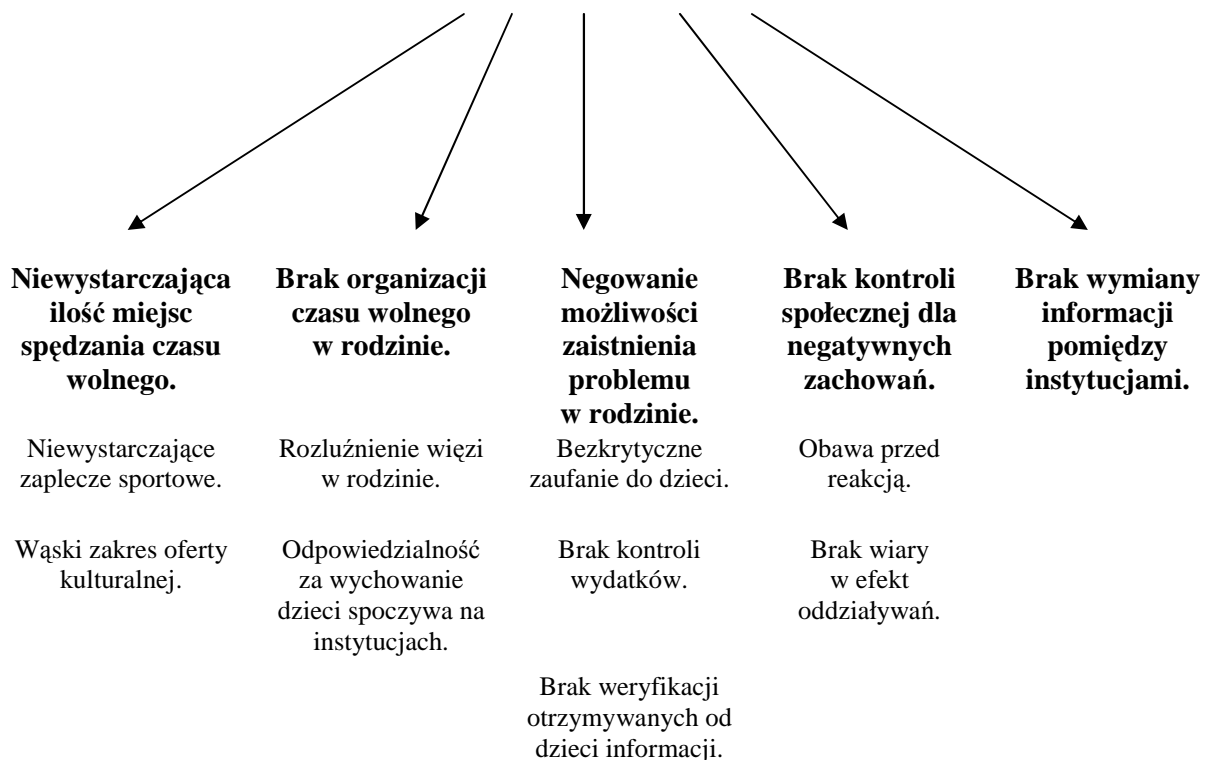 Niewystarczająca
ilość miejsc
spędzania czasu
wolnego.
Niewystarczające
zaplecze sportowe.
Wąski zakres oferty
kulturalnej.
Brak organizacji
czasu wolnego
w rodzinie.
Rozluźnienie więzi
w rodzinie.
Odpowiedzialność
za wychowanie
dzieci spoczywa na
instytucjach.
Negowanie
możliwości
zaistnienia
problemu
w rodzinie.
Bezkrytyczne
zaufanie do dzieci.
Brak kontroli
wydatków.
Brak weryfikacji
otrzymywanych od
dzieci informacji.
Brak kontroli
społecznej dla
negatywnych
zachowań.
Obawa przed
reakcją.
Brak wiary
w efekt
oddziaływań.
Brak wymiany
informacji
pomiędzy
instytucjami.